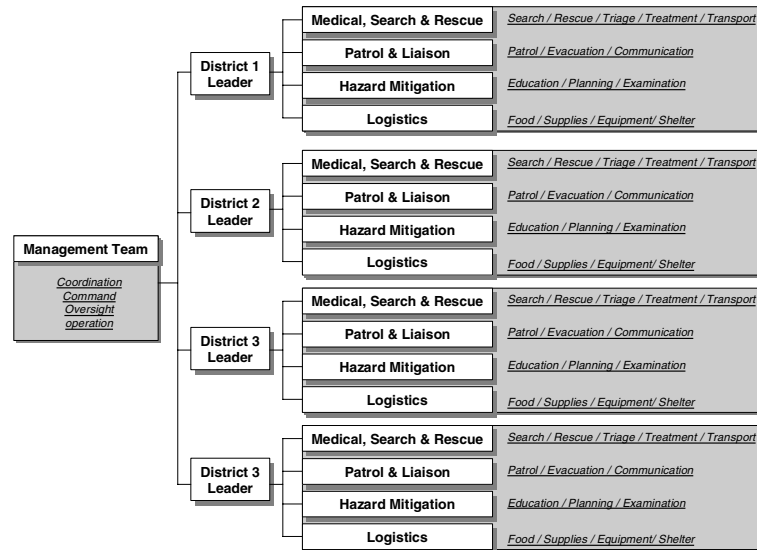 Medical, Search & Rescue Search / Rescue / Triage / Treatment / Transport
District 1
Leader
Patrol & Liaison Patrol / Evacuation / Communication
Hazard Mitigation Education / Planning / Examination
Logistics Food / Supplies / Equipment/ Shelter
Medical, Search & Rescue Search / Rescue / Triage / Treatment / Transport
District 2
Leader
Patrol & Liaison Patrol / Evacuation / Communication
Hazard Mitigation Education / Planning / Examination
Logistics Food / Supplies / Equipment/ Shelter
Management Team
Coordination
Command
Oversight
operation
Medical, Search & Rescue Search / Rescue / Triage / Treatment / Transport
District 3
Leader
Patrol & Liaison Patrol / Evacuation / Communication
Hazard Mitigation Education / Planning / Examination
Logistics Food / Supplies / Equipment/ Shelter
Medical, Search & Rescue Search / Rescue / Triage / Treatment / Transport
District 3
Leader
Patrol & Liaison Patrol / Evacuation / Communication
Hazard Mitigation Education / Planning / Examination
Logistics Food / Supplies / Equipment/ Shelter